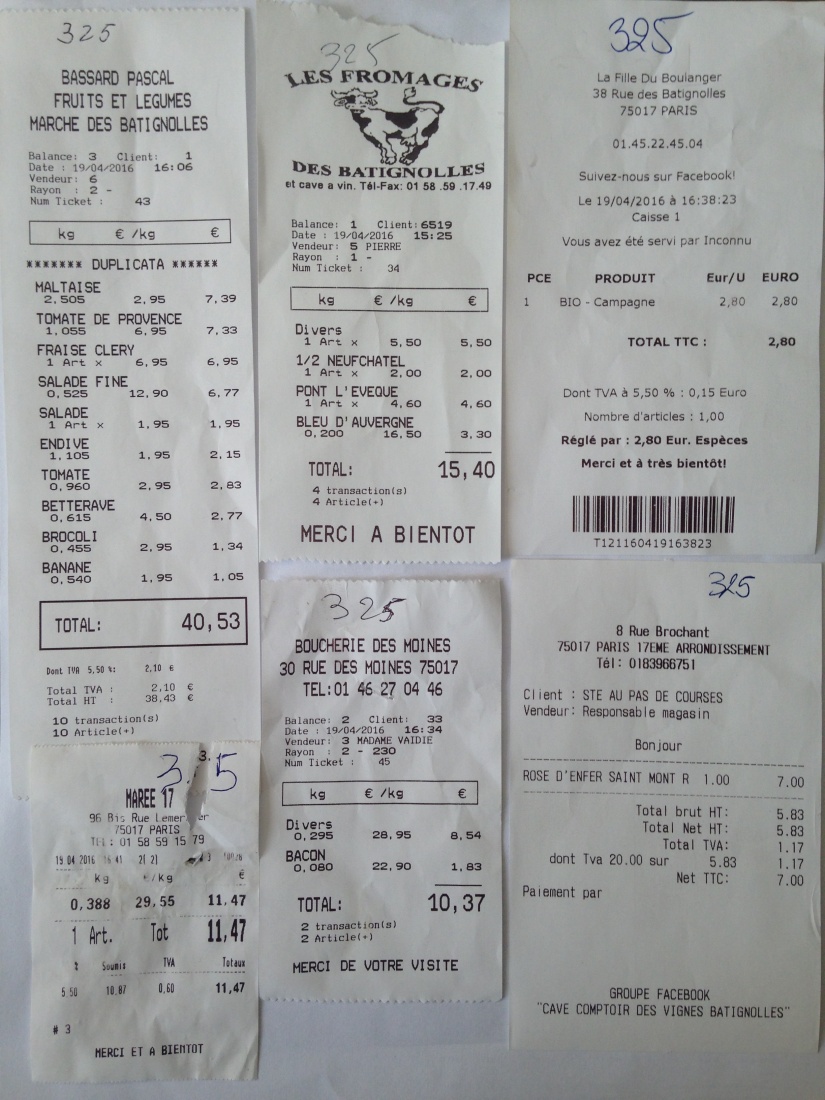 325
BASSARD PASCAL
FRUITS ET LEGUMES
MARCHE DES BATIGNOLLES
Balance: 3 Client: 1
Date : 19/04/2016 16:06
Vendeur: 6
Rayon : 2 -
Num Ticket : 43
kg € /kg €
******* DUPLICATA ******
MALTAISE
2,505 2,95 7,39
TOMATE DE PROVENCE
1,055 6,95 7,33
FRAISE CLERY
1 Art x 6,95 6,95
SALADE FINE
0,525 12,90 6,77
SALADE
1 Art x 1,95 1,95
ENDIVE
1,105 1,95 2,15
TOMATE
0,960 2,95 2,83
BETTERAVE
0,615 4,50 2,77
BROCOLI
0,455 2,95 1,34
BANANE
0,540 1,95 1,05
TOTAL: 40,53
Dont TVA 5,50 %: 2,10 €
Total TVA : 2,10 €
Total HT : 38,43 €
10 transaction(s)
10 Article(+)
325
LES FROMAGES
DES BATIGNOLLES
et cave a vin. Tél-Fax: 01 58 .59 .17.49
Balance: 1 Client:6519
Date : 19/04/2016 15:25
Vendeur: 5 PIERRE
Rayon : 1 -
Num Ticket : 34
kg € /kg €
Divers
1 Art x 5,50 5,50
1/2 NEUFCHATEL
1 Art x 2,00 2,00
PONT L'EVEQUE
1 Art x 4,60 4,60
BLEU D'AUVERGNE
0,200 16,50 3,30
TOTAL: 15,40
4 transaction(s)
4 Article(+)
MERCI A BIENTOT
325
La Fille Du Boulanger
38 Rue des Batignolles
75017 PARIS
01.45.22.45.04
Suivez-nous sur Facebook!
Le 19/04/2016 à 16:38:23
Caisse 1
Vous avez été servi par Inconnu
PCE PRODUIT Eur/U EURO
1 BIO - Campagne 2,80 2,80
TOTAL TTC : 2,80
Dont TVA à 5,50 % : 0,15 Euro
Nombre d'articles : 1,00
Réglé par : 2,80 Eur. Espèces
Merci et à très bientôt!
T121160419163823
3. 5
MAREE 17
96 Bis Rue Lemer er
75017 PARIS
TEL: 01 58 59 15 79
19 04 2016 16 41 2[ 2]
kg €/kg €
0,388 29,55 11,47
1 Art. Tot 11,47
% Soumis TVA Totaux
5,50 10,87 0,60 11,47
# 3
MERCI ET A BIENTOT
325
BOUCHERIE DES MOINES
30 RUE DES MOINES 75017
TEL:01 46 27 04 46
Balance: 2 Client: 33
Date : 19/04/2016 16:34
Vendeur: 3 MADAME VAIDIE
Rayon : 2 - 230
Num Ticket : 45
kg € /kg €
Divers
0,295 28,95 8,54
BACON
0,080 22,90 1,83
TOTAL: 10,37
2 transaction(s)
2 Article(+)
MERCI DE VOTRE VISITE
325
8 Rue Brochant
75017 PARIS 17EME ARRONDISSEMENT
Tél: 0183966751
Client : STE AU PAS DE COURSES
Vendeur: Responsable magasin
Bonjour
ROSE D'ENFER SAINT MONT R 1.00 7.00
Total brut HT: 5.83
Total Net HT: 5.83
Total TVA: 1.17
dont Tva 20.00 sur 5.83 1.17
Net TTC: 7.00
Paiement par
GROUPE FACEBOOK
"CAVE COMPTOIR DES VIGNES BATIGNOLLES"